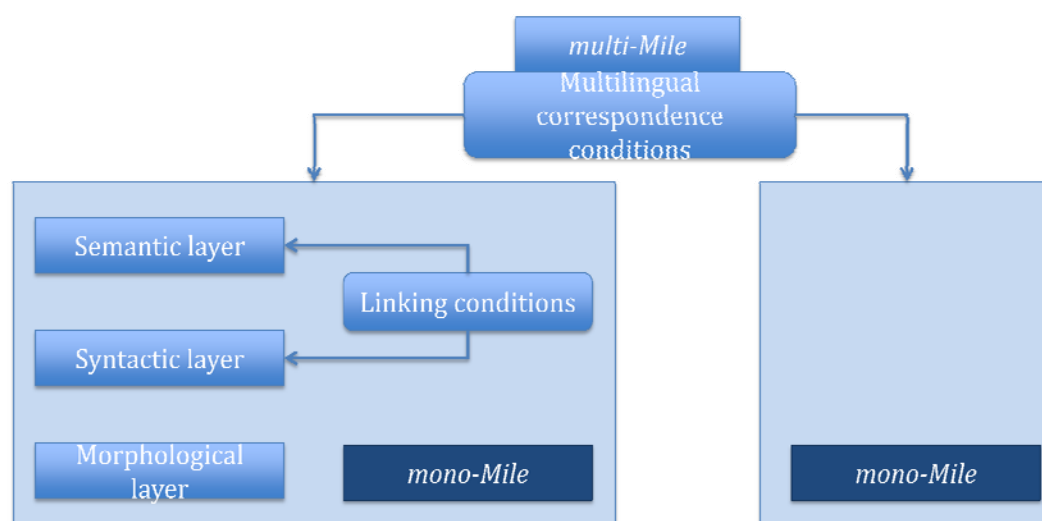 multi-Mile
Multilingual
correspondence
conditions
Semantic layer
Linking conditions
Syntactic layer
Morphological
layer
mono-Mile
mono-Mile